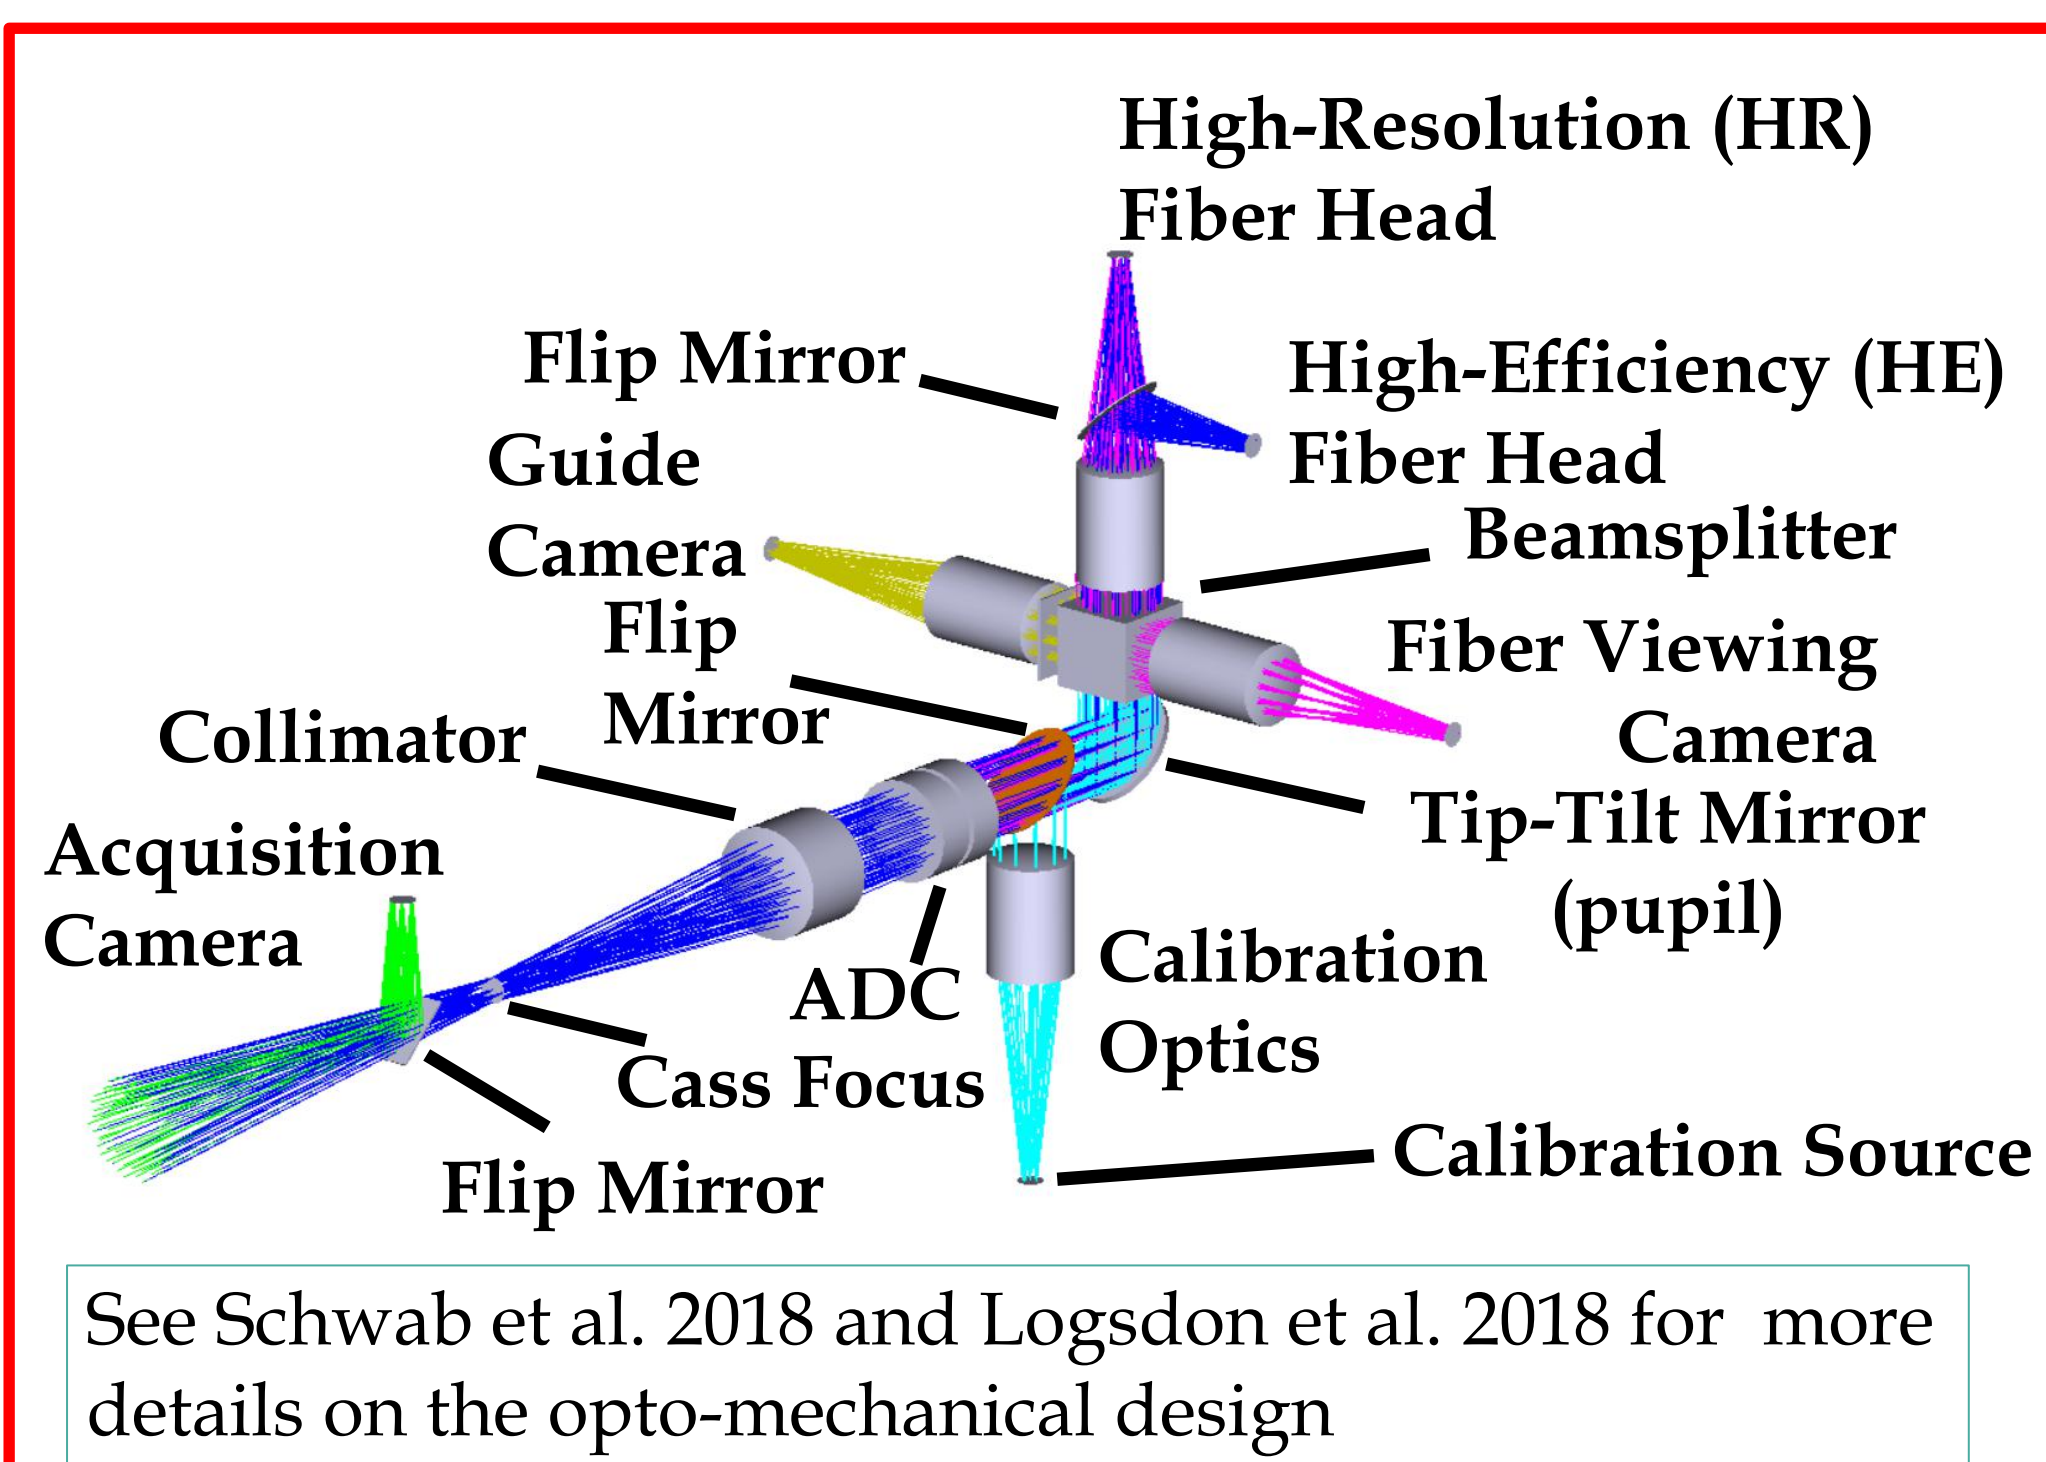 High-Resolution (HR)
Fiber Head
Flip Mirror
High-Efficiency (HE)
Fiber Head
Guide
Camera
Beamsplitter
Flip
Mirror
Fiber Viewing
Camera
Collimator
Tip-Tilt Mirror
(pupil)
Acquisition
Camera
ADC
Calibration
Optics
Cass Focus
Calibration Source
Flip Mirror
See Schwab et al. 2018 and Logsdon et al. 2018 for  more
details on the opto-mechanical design